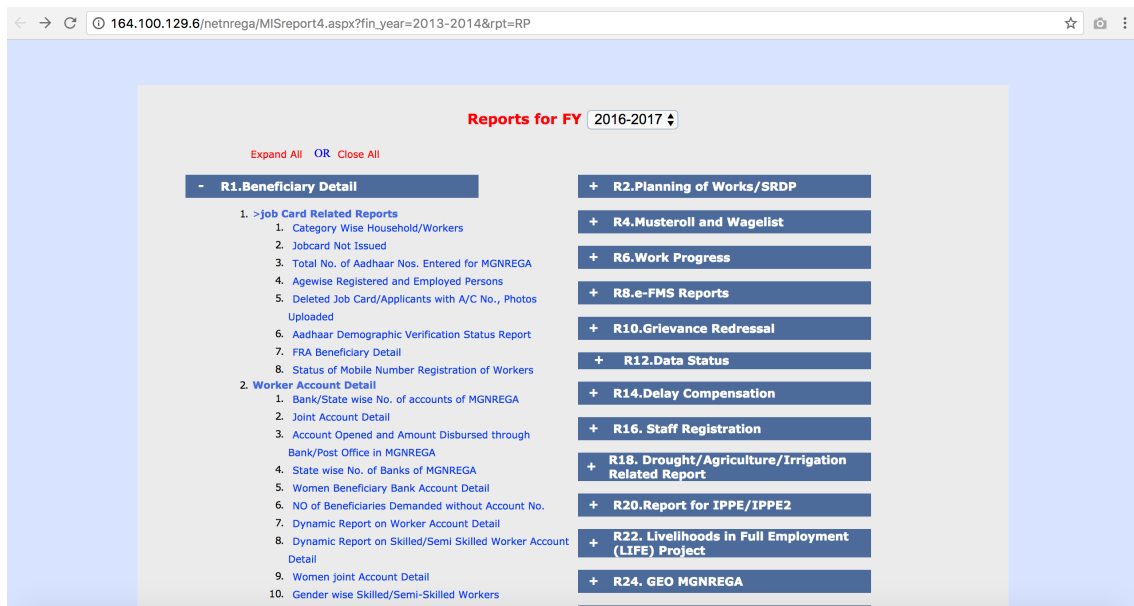 164.100.129.6/netnrega/MISreport4.aspx?fin_year=2013-2014&rpt=RP
Reports for FY 2016-2017
Expand All OR Close All
- R1.Beneficiary Detail
1. >job Card Related Reports
1. Category Wise Household/Workers
2. Jobcard Not Issued
3. Total No. of Aadhaar Nos. Entered for MGNREGA
4. Agewise Registered and Employed Persons
5. Deleted Job Card/Applicants with A/C No., Photos
Uploaded
6. Aadhaar Demographic Verification Status Report
7. FRA Beneficiary Detail
8. Status of Mobile Number Registration of Workers
2. Worker Account Detail
1. Bank/State wise No. of accounts of MGNREGA
2. Joint Account Detail
3. Account Opened and Amount Disbursed through
Bank/Post Office in MGNREGA
4. State wise No. of Banks of MGNREGA
5. Women Beneficiary Bank Account Detail
6. NO of Beneficiaries Demanded without Account No.
7. Dynamic Report on Worker Account Detail
8. Dynamic Report on Skilled/Semi Skilled Worker Account
Detail
9. Women joint Account Detail
10. Gender wise Skilled/Semi-Skilled Workers
+ R2.Planning of Works/SRDP
+ R4.Musteroll and Wagelist
+ R6.Work Progress
+ R8.e-FMS Reports
+ R10.Grievance Redressal
+ R12.Data Status
+ R14.Delay Compensation
+ R16. Staff Registration
+ R18. Drought/Agriculture/Irrigation
Related Report
+ R20.Report for IPPE/IPPE2
+ R22. Livelihoods in Full Employment
(LIFE) Project
+ R24. GEO MGNREGA